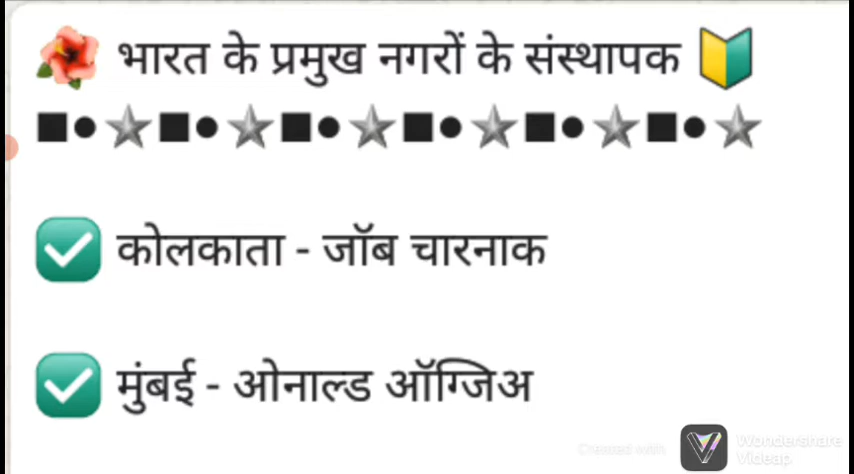 🌺 भारत के प्रमुख नगरों के संस्थापक 🔰
■●★■●★■●★■●★■●★■●★
✅ कोलकाता - जॉब चारनाक
✅ मुंबई - ओनाल्ड ऑग्जिअ
Created with
Wondershare
Videap